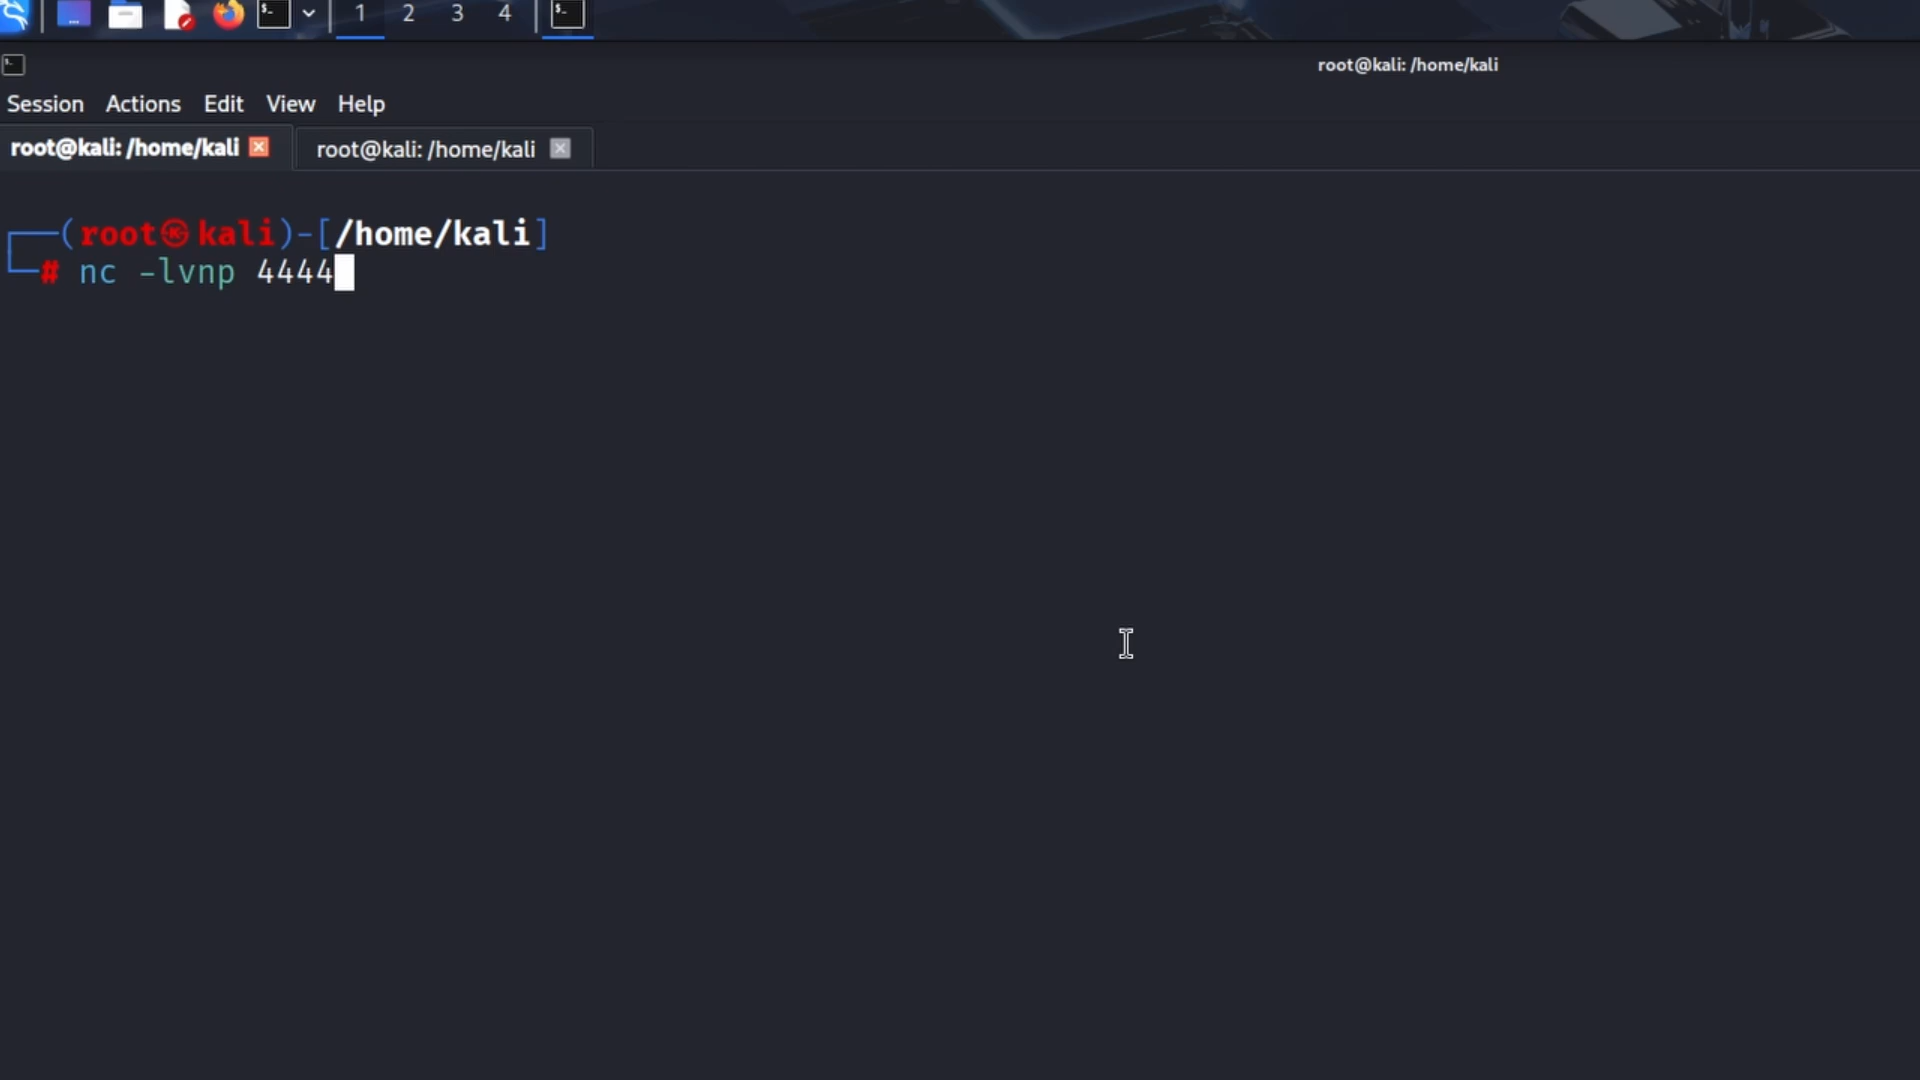 1 2 3 4
root@kali: /home/kali
Session Actions Edit View Help
root@kali: /home/kali root@kali: /home/kali
┌──(root㉿kali)-[/home/kali]
└─# nc -lvnp 4444